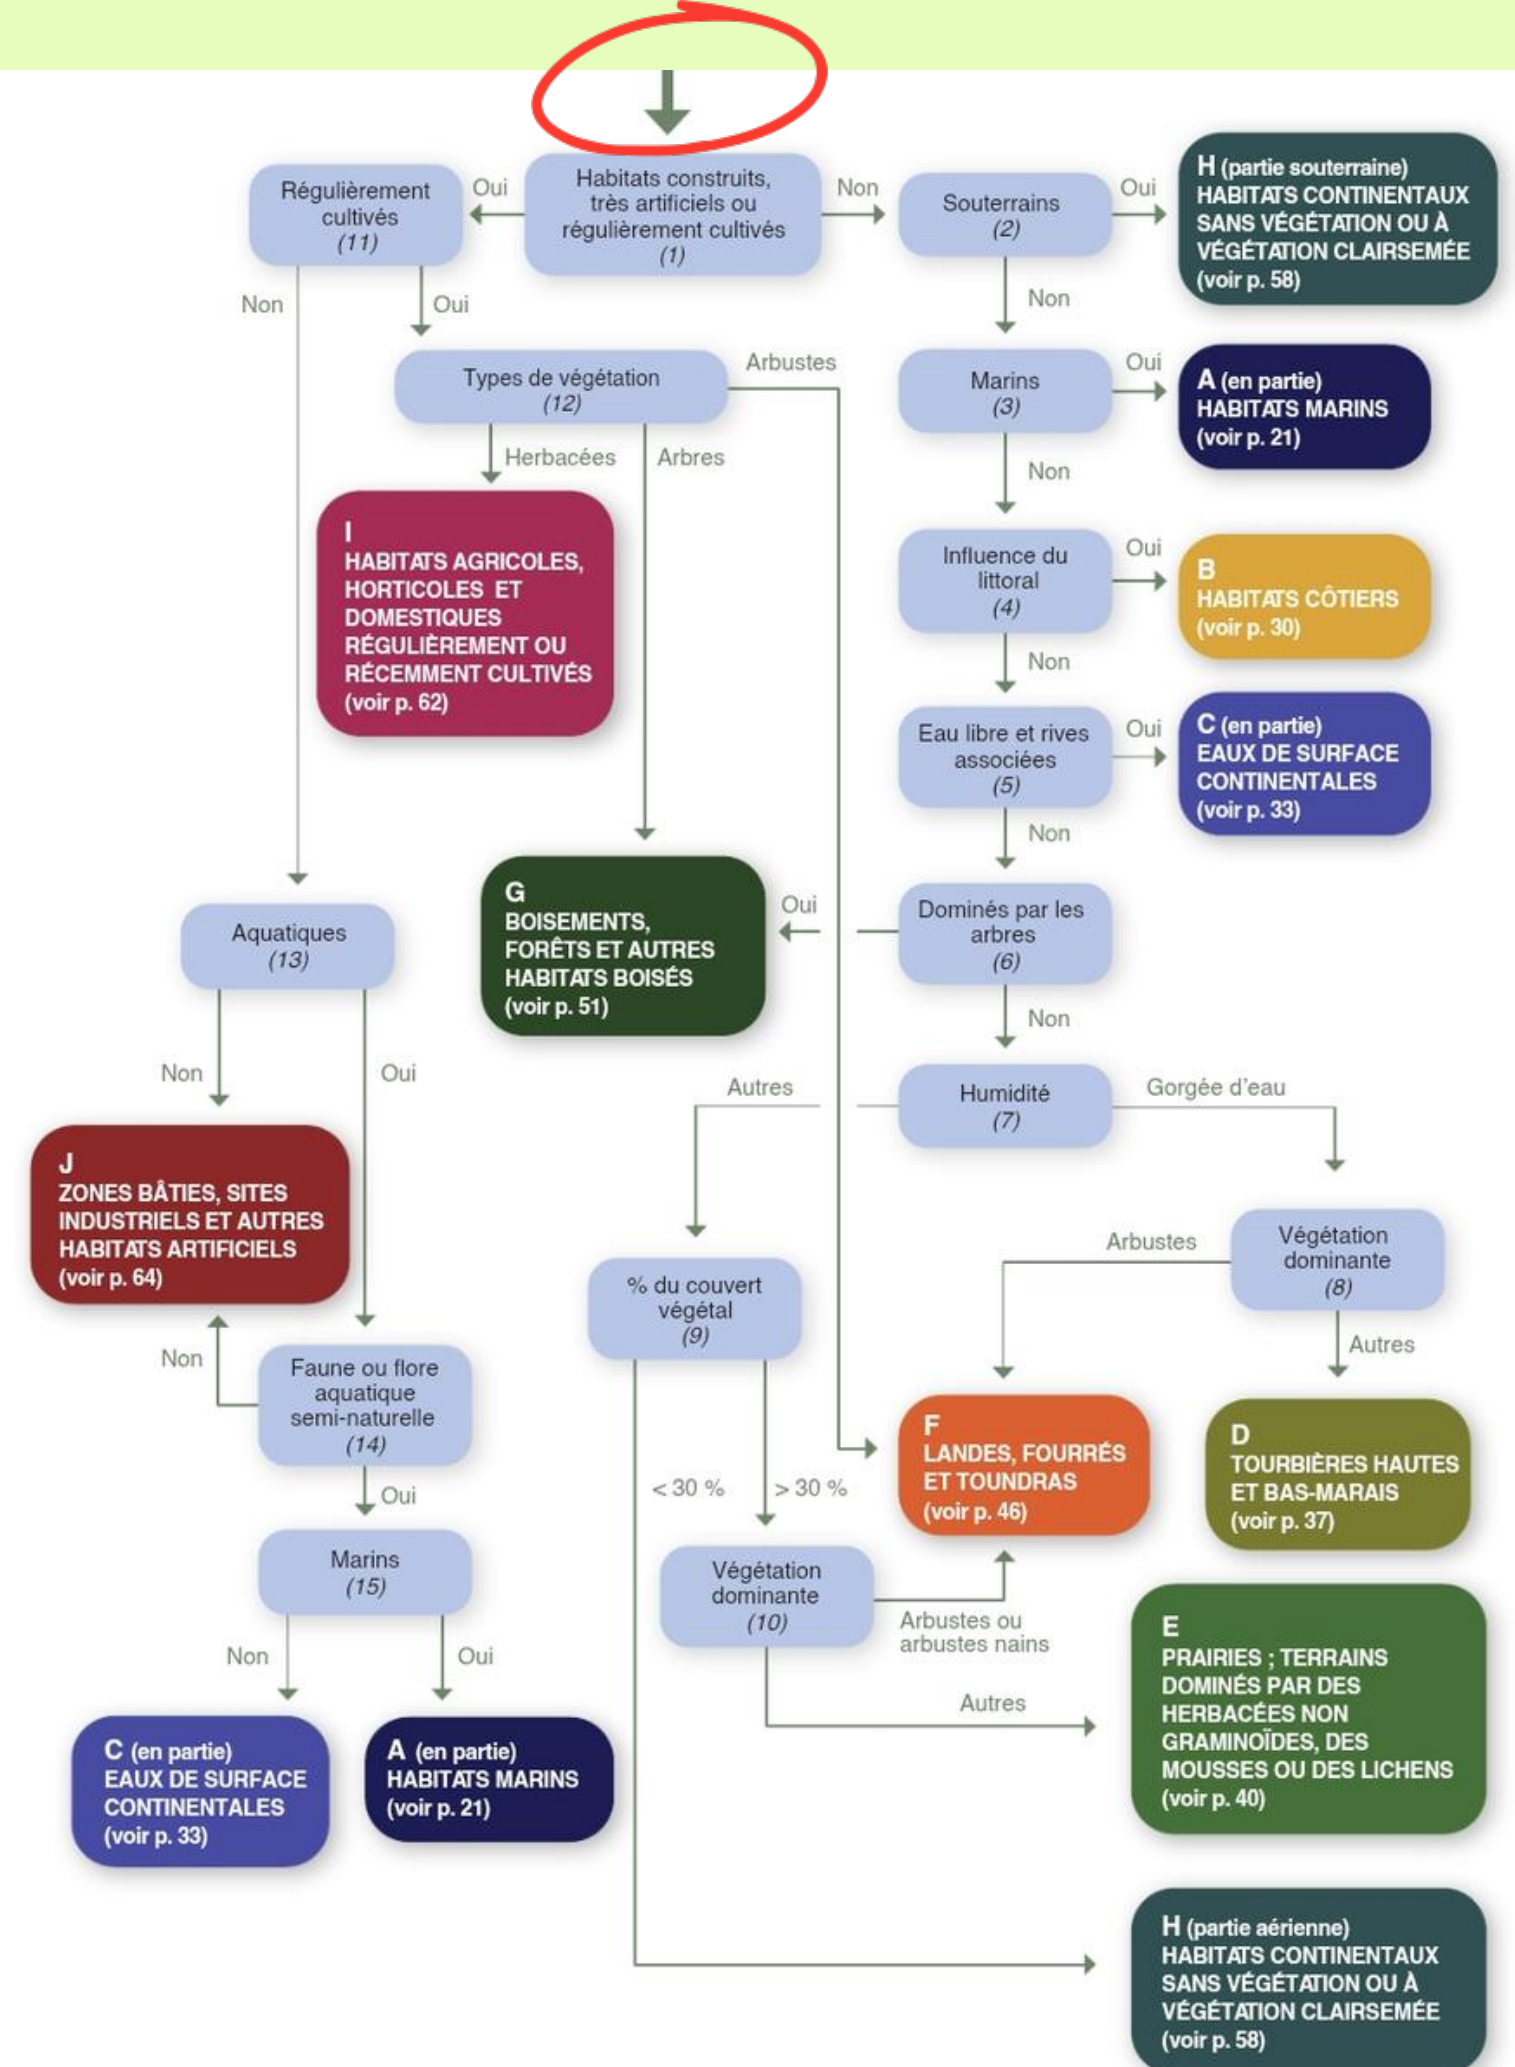 Habitats construits,
très artificiels ou
régulièrement cultivés
(1)
Oui
Non
Régulièrement
cultivés
(11)
Souterrains
(2)
Oui
H (partie souterraine)
HABITATS CONTINENTAUX
SANS VÉGÉTATION OU À
VÉGÉTATION CLAIRSEMÉE
(voir p. 58)
Non
Oui
Non
Types de végétation
(12)
Arbustes
Marins
(3)
Oui
A (en partie)
HABITATS MARINS
(voir p. 21)
Herbacées
Arbres
Non
I
HABITATS AGRICOLES,
HORTICOLES ET
DOMESTIQUES
RÉGULIÈREMENT OU
RÉCEMMENT CULTIVÉS
(voir p. 62)
Influence du
littoral
(4)
Oui
B
HABITATS CÔTIERS
(voir p. 30)
Non
Eau libre et rives
associées
(5)
Oui
C (en partie)
EAUX DE SURFACE
CONTINENTALES
(voir p. 33)
Non
Aquatiques
(13)
G
BOISEMENTS,
FORÊTS ET AUTRES
HABITATS BOISÉS
(voir p. 51)
Oui
Dominés par les
arbres
(6)
Non
Non
Oui
Autres
Humidité
(7)
Gorgée d'eau
J
ZONES BÂTIES, SITES
INDUSTRIELS ET AUTRES
HABITATS ARTIFICIELS
(voir p. 64)
Arbustes
Végétation
dominante
(8)
% du couvert
végétal
(9)
Autres
Non
Faune ou flore
aquatique
semi-naturelle
(14)
F
LANDES, FOURRÉS
ET TOUNDRAS
(voir p. 46)
D
TOURBIÈRES HAUTES
ET BAS-MARAIS
(voir p. 37)
< 30 %
> 30 %
Oui
Marins
(15)
Végétation
dominante
(10)
Arbustes ou
arbustes nains
Non
Oui
Autres
E
PRAIRIES ; TERRAINS
DOMINÉS PAR DES
HERBACÉES NON
GRAMINOÏDES, DES
MOUSSES OU DES LICHENS
(voir p. 40)
C (en partie)
EAUX DE SURFACE
CONTINENTALES
(voir p. 33)
A (en partie)
HABITATS MARINS
(voir p. 21)
H (partie aérienne)
HABITATS CONTINENTAUX
SANS VÉGÉTATION OU À
VÉGÉTATION CLAIRSEMÉE
(voir p. 58)